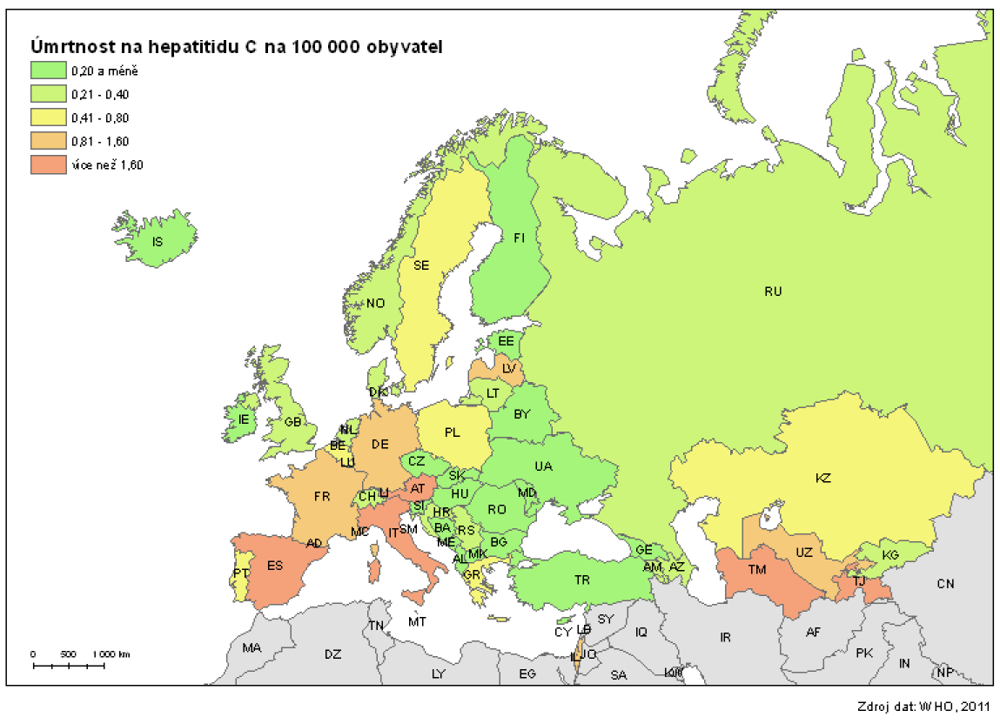 Úmrtnost na hepatitidu C na 100 000 obyvatel
0,20 a méně
0,21 - 0,40
0,41 - 0,80
0,81 - 1,60
více než 1,60
IS
FI
SE
RU
NO
EE
LV
DK
LT
BY
IE
GB
NL
PL
BE
DE
LU
CZ
UA
SK
KZ
AT
HU
MD
FR
CH
LI
SI
RO
HR
BA
RS
MC
IT
SM
ME
BG
AD
MK
GE
UZ
KG
ES
AL
AM
AZ
PT
GR
TR
TM
TJ
CN
MT
TN
CY
LB
SY
IQ
IR
AF
MA
DZ
IL
JO
PK
IN
LY
EG
SA
KW
NP
0 500 1 000 km
Zdroj dat: WHO, 2011